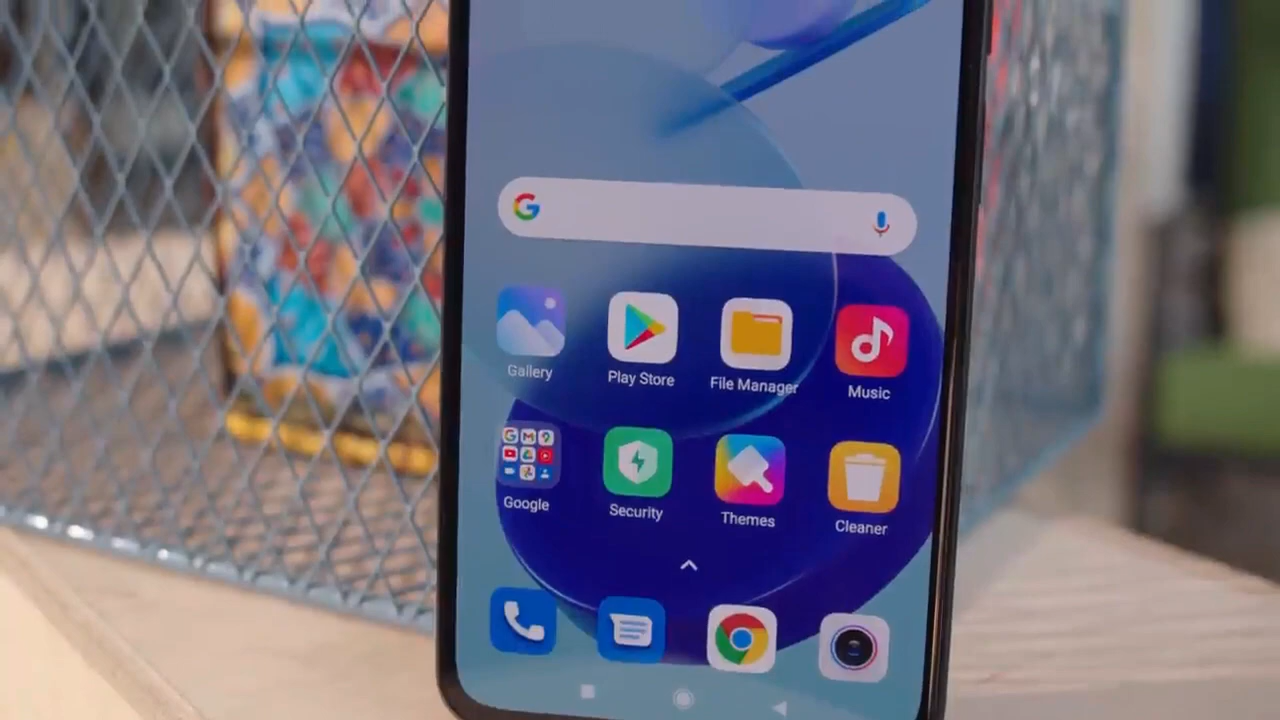 G
Gallery
Play Store
File Manager
Music
Google
Security
Themes
Cleaner